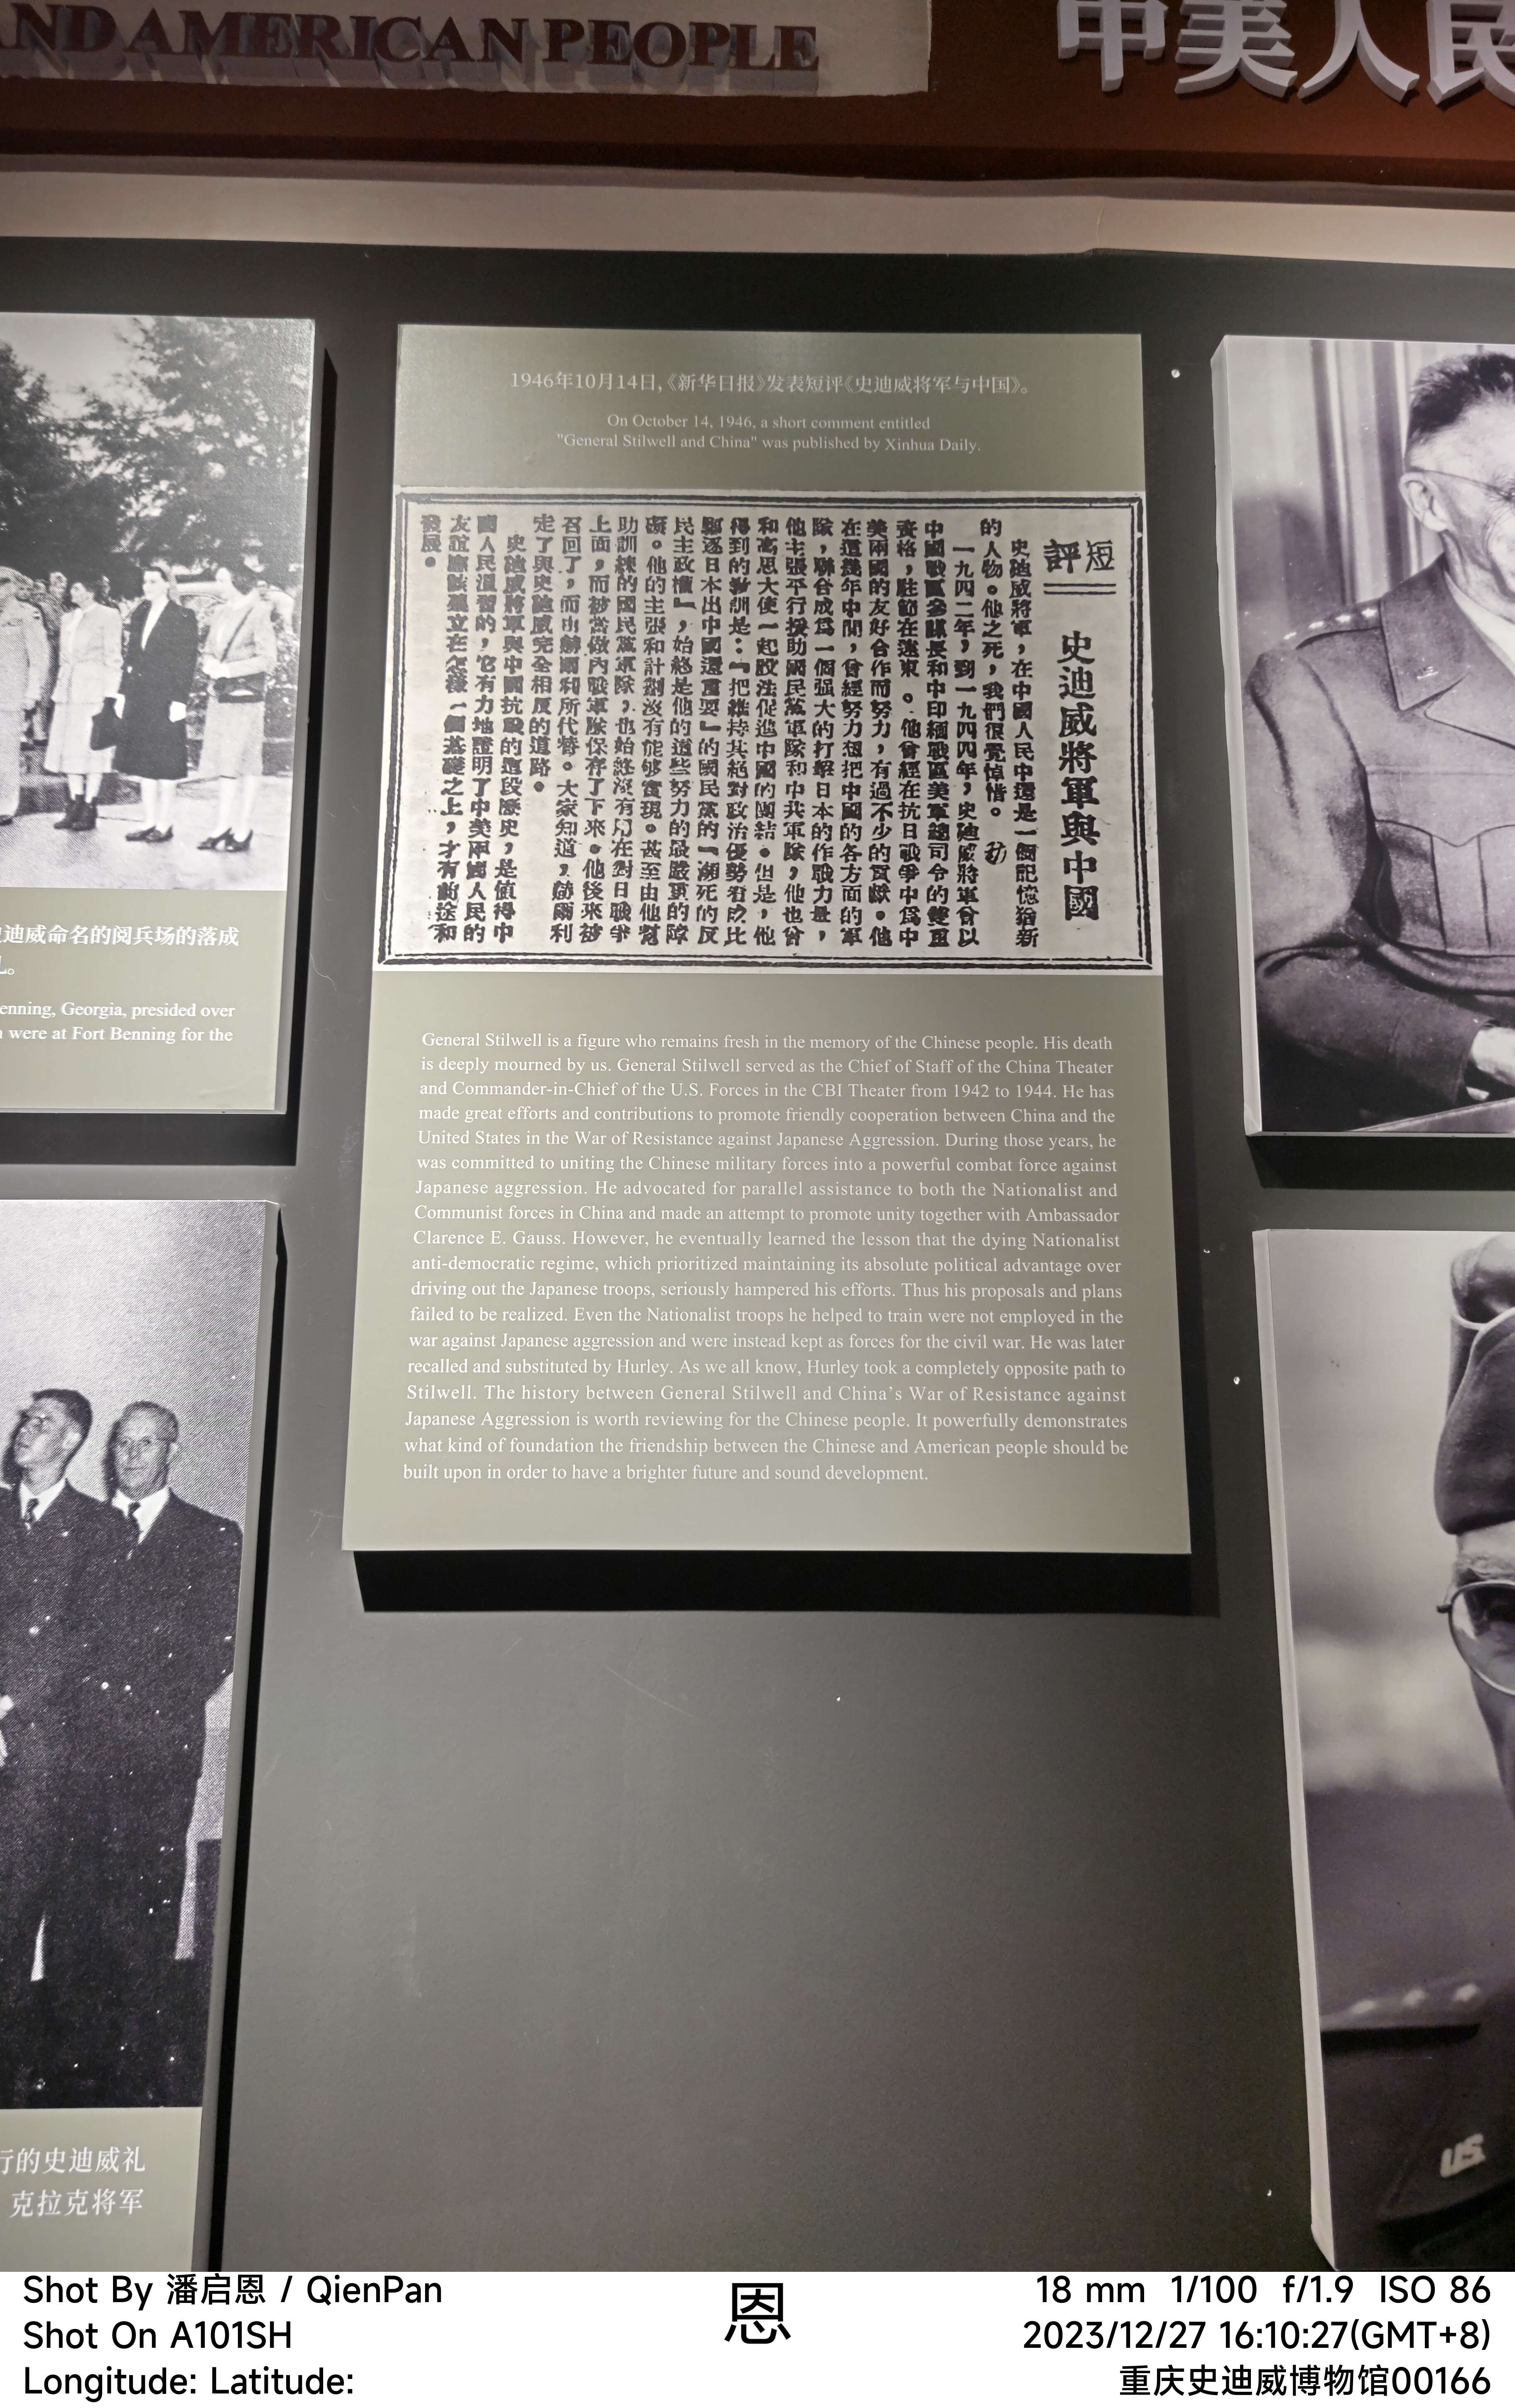 ND AMERICAN PEOPLE
中美人民
1946年10月14日,《新华日报》发表短评《史迪威将军与中国》。
On October 14, 1946, a short comment entitled
"General Stilwell and China" was published by Xinhua Daily.
短評
史迪威將軍與中國
史迪威將軍，在中國人民中還是一個記憶猶新
的人物。他之死，我們很覺悼惜。
一九四二年，到一九四四年，史迪威將軍曾以
中國戰區參謀長和中印緬戰區美軍總司令的雙重
資格，駐節在遠東。他曾經在抗日戰爭中爲中
美兩國的友好合作而努力，有過不少的貢獻。他
在這幾年中間，曾經努力想把中國的各方面的軍
隊，聯合成爲一個强大的打擊日本的作戰力量，
他主張平行援助國民黨軍隊和中共軍隊，他也曾
和高思大使一起設法促進中國的團結。但是，他
得到的教訓是：「把維持其絕對政治優勢看成比
驅逐日本出中國還重要」的國民黨的「瀕死的反
民主政權」，始終是他的這些努力的最嚴重的障
礙。他的主張和計劃沒有能够實現。甚至由他幫
助訓練的國民黨軍隊，也始終沒有用在對日戰爭
上面，而被當做內戰軍隊保存了下來。他後來被
召回了，而由赫爾利所代替。大家知道，赫爾利
走了與史迪威完全相反的道路。
史迪威將軍與中國抗戰的這段歷史，是值得中
國人民溫習的，它有力地證明了中美兩國人民的
友誼應該建立在怎樣一個基礎之上，才有前途和
發展。
General Stilwell is a figure who remains fresh in the memory of the Chinese people. His death
is deeply mourned by us. General Stilwell served as the Chief of Staff of the China Theater
and Commander-in-Chief of the U.S. Forces in the CBI Theater from 1942 to 1944. He has
made great efforts and contributions to promote friendly cooperation between China and the
United States in the War of Resistance against Japanese Aggression. During those years, he
was committed to uniting the Chinese military forces into a powerful combat force against
Japanese aggression. He advocated for parallel assistance to both the Nationalist and
Communist forces in China and made an attempt to promote unity together with Ambassador
Clarence E. Gauss. However, he eventually learned the lesson that the dying Nationalist
anti-democratic regime, which prioritized maintaining its absolute political advantage over
driving out the Japanese troops, seriously hampered his efforts. Thus his proposals and plans
failed to be realized. Even the Nationalist troops he helped to train were not employed in the
war against Japanese aggression and were instead kept as forces for the civil war. He was later
recalled and substituted by Hurley. As we all know, Hurley took a completely opposite path to
Stilwell. The history between General Stilwell and China's War of Resistance against
Japanese Aggression is worth reviewing for the Chinese people. It powerfully demonstrates
what kind of foundation the friendship between the Chinese and American people should be
built upon in order to have a brighter future and sound development.
迪威命名的阅兵场的落成
礼。
enning, Georgia, presided over
were at Fort Benning for the
行的史迪威礼
克拉克将军
US
Shot By 潘启恩 / QienPan
Shot On A101SH
Longitude: Latitude:
恩
18 mm 1/100 f/1.9 ISO 86
2023/12/27 16:10:27(GMT+8)
重庆史迪威博物馆00166